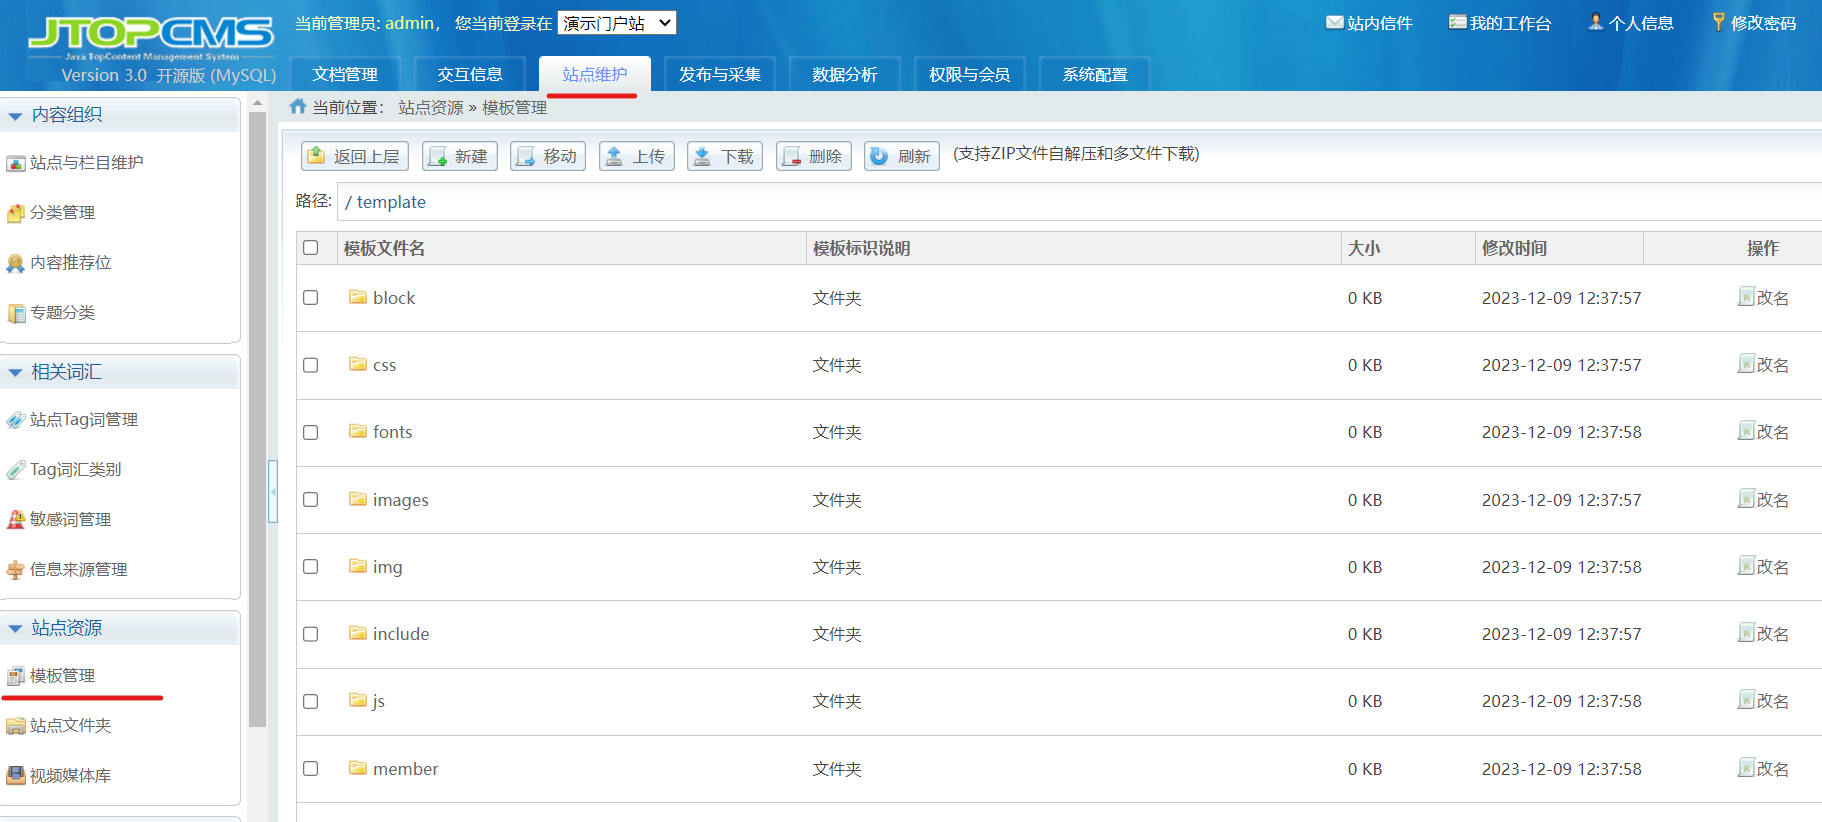 JTOPCMS
Java TopContent Management System
Version 3.0 开源版 (MySQL)
当前管理员: admin， 您当前登录在 演示门户站
站内信件 我的工作台 个人信息 修改密码
文档管理 交互信息 站点维护 发布与采集 数据分析 权限与会员 系统配置
内容组织
站点与栏目维护
分类管理
内容推荐位
专题分类
相关词汇
站点Tag词管理
Tag词汇类别
敏感词管理
信息来源管理
站点资源
模板管理
站点文件夹
视频媒体库
当前位置： 站点资源 » 模板管理
返回上层 新建 移动 上传 下载 删除 刷新 (支持ZIP文件自解压和多文件下载)
路径: / template
模板文件名 模板标识说明 大小 修改时间 操作
block 文件夹 0 KB 2023-12-09 12:37:57 改名
css 文件夹 0 KB 2023-12-09 12:37:57 改名
fonts 文件夹 0 KB 2023-12-09 12:37:58 改名
images 文件夹 0 KB 2023-12-09 12:37:57 改名
img 文件夹 0 KB 2023-12-09 12:37:58 改名
include 文件夹 0 KB 2023-12-09 12:37:57 改名
js 文件夹 0 KB 2023-12-09 12:37:58 改名
member 文件夹 0 KB 2023-12-09 12:37:58 改名